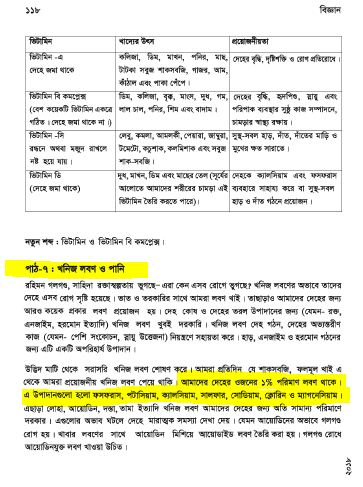 ১১৮ বিজ্ঞান
ভিটামিন খাদ্যের উৎস প্রয়োজনীয়তা
ভিটামিন -এ
দেহে জমা থাকে
কলিজা, ডিম, মাখন, পনির, মাছ,
টাটকা সবুজ শাকসবজি, গাজর, আম,
কাঁঠাল এবং পাকা পেঁপে।
দেহের বৃদ্ধি, দৃষ্টিশক্তি ও রোগ প্রতিরোধে।
ভিটামিন বি কমপ্লেক্স
(বেশ কয়েকটি ভিটামিন একত্রে
গঠিত। দেহে জমা থাকে না।)
ডিম, কলিজা, বৃক্ক, মাংস, দুধ, গম,
লাল চাল, পনির, শিম এবং বাদাম।
দেহের বৃদ্ধি, হৃদপিণ্ড, স্নায়ু এবং
পরিপাক ব্যবস্থার সুষ্ঠু কাজ সম্পাদনে,
চামড়ার স্বাস্থ্য রক্ষায়।
ভিটামিন -সি
রন্ধনে অথবা মজুদ রাখলে
নষ্ট হয়ে যায়।
লেবু, কমলা, আমলকী, পেয়ারা, জাম্বুরা,
টমেটো, কচুশাক, কলমিশাক এবং সবুজ
শাক-সবজি।
সুস্থ-সবল হাড়, দাঁত, দাঁতের মাড়ি ও
মুখের ক্ষত সারাতে।
ভিটামিন ডি
(দেহে জমা থাকে)
দুধ, মাখন, ডিম এবং মাছের তেল (সূর্যের
আলোতে আমাদের শরীরের চামড়া এই
ভিটামিন তৈরি করতে পারে)।
দেহকে ক্যালসিয়াম এবং ফসফরাস
ব্যবহারে সাহায্য করে বা সুস্থ-সবল
হাড় ও দাঁত গঠনে প্রয়োজন।
নতুন শব্দ : ভিটামিন ও ভিটামিন বি কমপ্লেক্স।
পাঠ-৭ : খনিজ লবণ ও পানি
রহিমন গলগণ্ড, সাহিদা রক্তাস্বল্পতায় ভুগছে- এরা কেন এসব রোগে ভুগছে? খনিজ লবণের অভাবে তাদের
দেহে এসব রোগ সৃষ্টি হয়েছে। ভাত ও তরকারির সাথে আমরা লবণ খাই। তাছাড়াও আমাদের দেহের জন্য
আরও কয়েক প্রকার লবণ প্রয়োজন হয়। দেহ কোষ ও দেহের তরল উপাদানের জন্য (যেমন- রক্ত,
এনজাইম, হরমোন ইত্যাদি) খনিজ লবণ খুবই দরকারি। খনিজ লবণ দেহ গঠন, দেহের অভ্যন্তরীণ
কাজ (যেমন- পেশি সংকোচন, স্নায়ু উত্তেজনা) নিয়ন্ত্রণে সহায়তা করে। হাড়, এনজাইম ও হরমোন গঠনের
জন্য এটি একটি অপরিহার্য উপাদান।
উদ্ভিদ মাটি থেকে সরাসরি খনিজ লবণ শোষণ করে। আমরা প্রতিদিন যে শাকসবজি, ফলমূল খাই এ
থেকে আমরা প্রয়োজনীয় খনিজ লবণ পেয়ে থাকি। আমাদের দেহের ওজনের ১% পরিমাণ লবণ থাকে।
এ উপাদানগুলো হলো ফসফরাস, পটাসিয়াম, ক্যালসিয়াম, সালফার, সোডিয়াম, ক্লোরিন ও ম্যাগনেসিয়াম।
এছাড়া লোহা, আয়োডিন, দস্তা, তামা ইত্যাদি খনিজ লবণ আমাদের দেহের জন্য অতি সামান্য পরিমাণে
দরকার। এগুলোর অভাব ঘটলে দেহে মারাত্মক সমস্যা দেখা দেয়। যেমন আয়োডিনের অভাবে গলগণ্ড
রোগ হয়। খাবার লবণের সাথে আয়োডিন মিশিয়ে আয়োডাইড লবণ তৈরি করা হয়। গলগণ্ড রোধে
আয়োডিনযুক্ত লবণ খাওয়া উচিত।
২০১৮